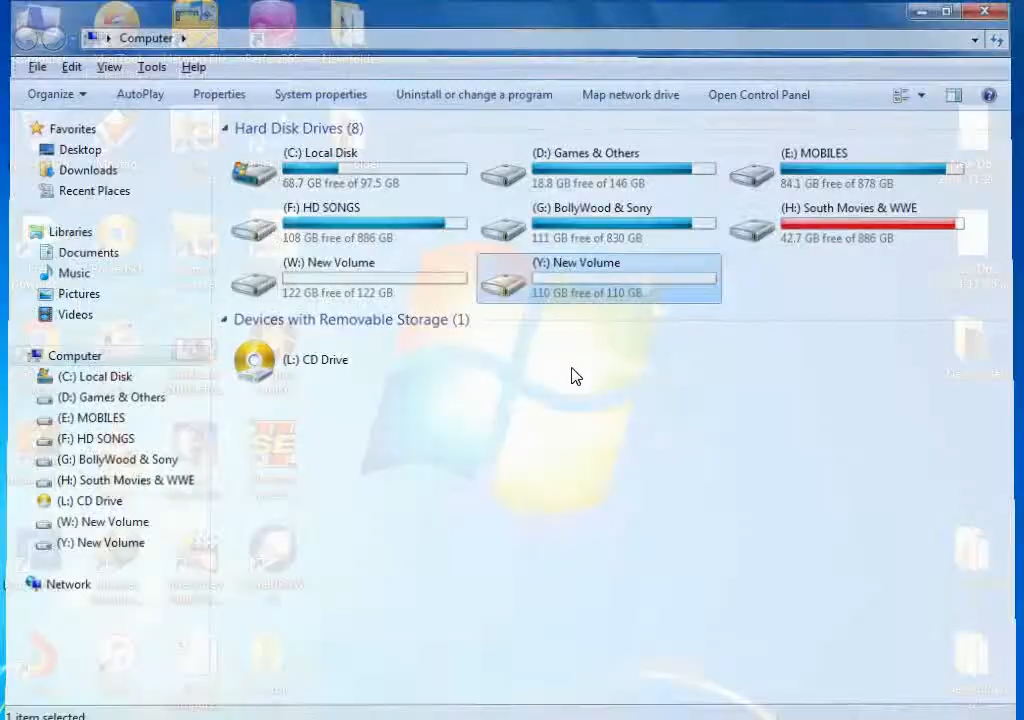 Computer
File Edit View Tools Help
Organize AutoPlay Properties System properties Uninstall or change a program Map network drive Open Control Panel
Favorites
Desktop
Downloads
Recent Places
Libraries
Documents
Music
Pictures
Videos
Computer
(C:) Local Disk
(D:) Games & Others
(E:) MOBILES
(F:) HD SONGS
(G:) BollyWood & Sony
(H:) South Movies & WWE
(L:) CD Drive
(W:) New Volume
(Y:) New Volume
Network
Hard Disk Drives (8)
(C:) Local Disk
68.7 GB free of 97.5 GB
(D:) Games & Others
18.8 GB free of 146 GB
(E:) MOBILES
84.1 GB free of 878 GB
(F:) HD SONGS
108 GB free of 886 GB
(G:) BollyWood & Sony
111 GB free of 830 GB
(H:) South Movies & WWE
42.7 GB free of 886 GB
(W:) New Volume
122 GB free of 122 GB
(Y:) New Volume
110 GB free of 110 GB
Devices with Removable Storage (1)
(L:) CD Drive
1 item selected